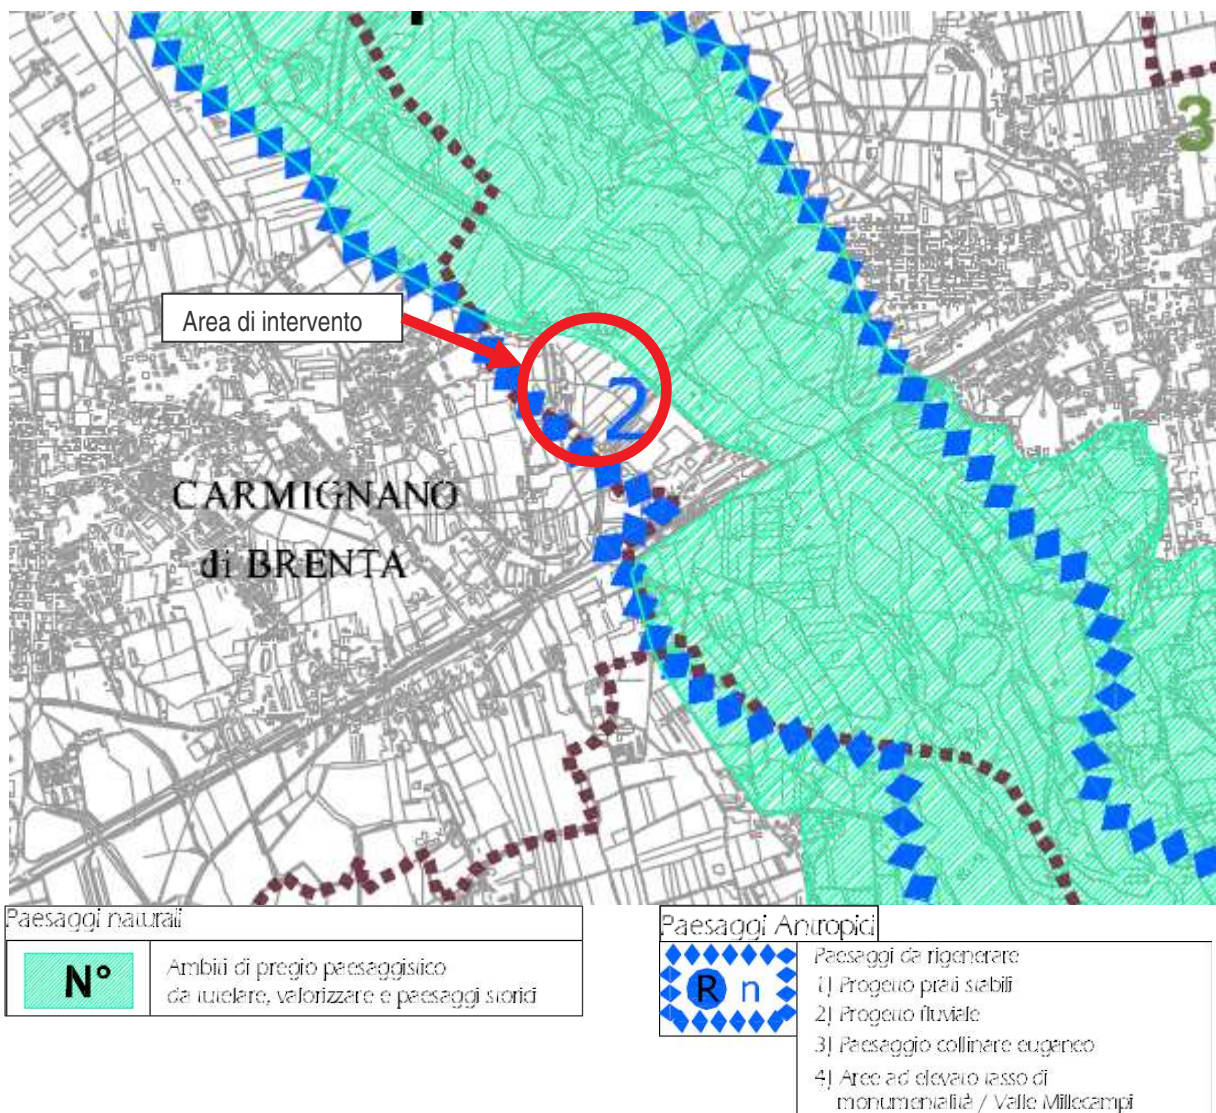 3
Area di intervento
2
CARMIGNANO
di BRENTA
Paesaggi naturali
N°
Ambiti di pregio paesaggistico
da tutelare, valorizzare e paesaggi storici
Paesaggi Antropici
R n
Paesaggi da rigenerare
1) Progetto prati stabili
2) Progetto fluviale
3) Paesaggio collinare euganeo
4) Aree ad elevato tasso di
monumentalità / Valle Millecampi